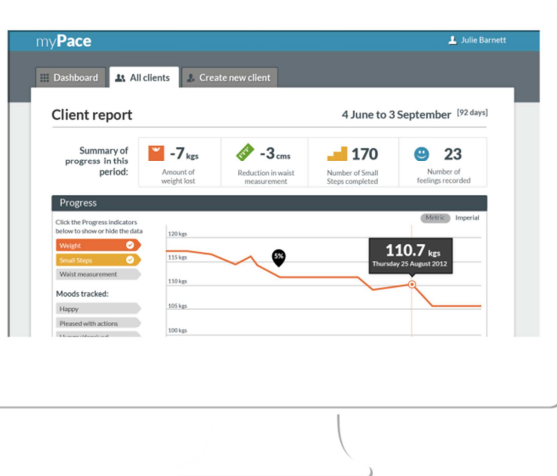 myPace
Julie Barnett
Dashboard
All clients
Create new client
Client report
4 June to 3 September [92 days]
Summary of
progress in this
period:
-7 kgs
Amount of
weight lost
-3 cms
Reduction in waist
measurement
170
Number of Small
Steps completed
23
Number of
feelings recorded
Progress
Click the Progress indicators
below to show or hide the data
Metric Imperial
Weight
Small Steps
Waist measurement
Moods tracked:
Happy
Pleased with actions
120 kgs
115 kgs
110 kgs
105 kgs
100 kgs
5%
110.7 kgs
Thursday 25 August 2012